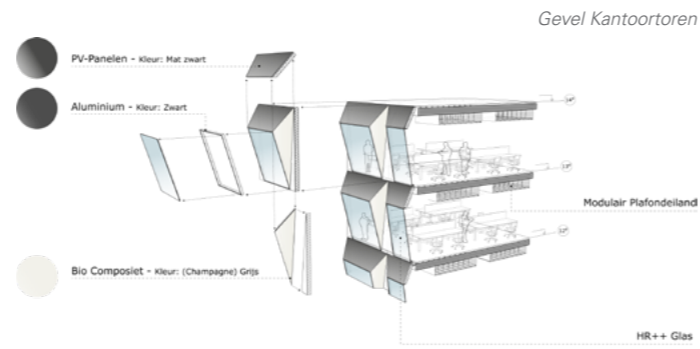 Gevel Kantoortoren
PV-Panelen - Kleur: Mat zwart
Aluminium - Kleur: Zwart
Modulair Plafondeiland
Bio Composiet - Kleur: (Champagne) Grijs
HR++ Glas